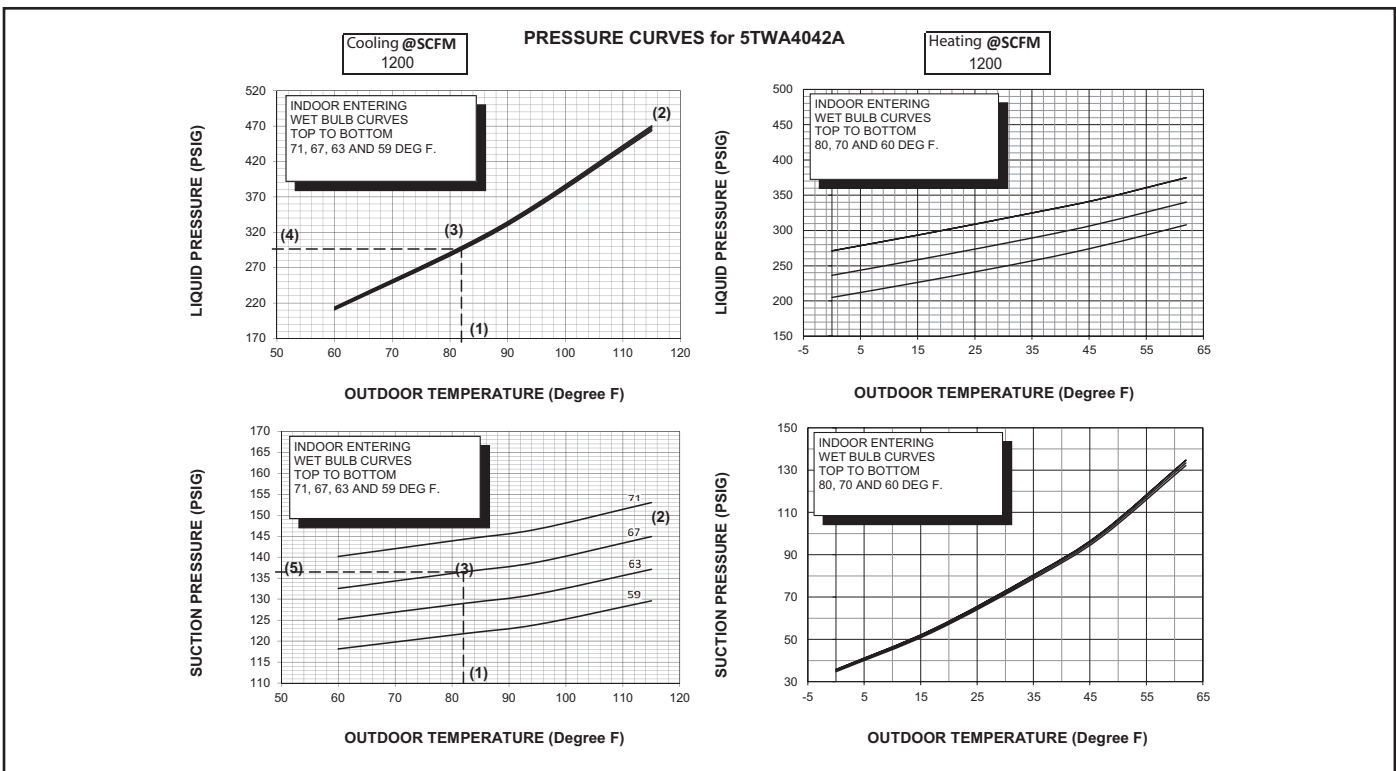 PRESSURE CURVES for 5TWA4042A
Cooling @SCFM
1200
Heating @SCFM
1200
LIQUID PRESSURE (PSIG)
520
470
420
370
320
270
220
170
INDOOR ENTERING
WET BULB CURVES
TOP TO BOTTOM
71, 67, 63 AND 59 DEG F.
(2)
(3)
(4)
(1)
50 60 70 80 90 100 110 120
OUTDOOR TEMPERATURE (Degree F)
LIQUID PRESSURE (PSIG)
500
450
400
350
300
250
200
150
INDOOR ENTERING
WET BULB CURVES
TOP TO BOTTOM
80, 70 AND 60 DEG F.
-5 5 15 25 35 45 55 65
OUTDOOR TEMPERATURE (Degree F)
SUCTION PRESSURE (PSIG)
170
165
160
155
150
145
140
135
130
125
120
115
110
INDOOR ENTERING
WET BULB CURVES
TOP TO BOTTOM
71, 67, 63 AND 59 DEG F.
71
(2)
67
63
59
(5)
(3)
(1)
50 60 70 80 90 100 110 120
OUTDOOR TEMPERATURE (Degree F)
SUCTION PRESSURE (PSIG)
150
130
110
90
70
50
30
INDOOR ENTERING
WET BULB CURVES
TOP TO BOTTOM
80, 70 AND 60 DEG F.
-5 5 15 25 35 45 55 65
OUTDOOR TEMPERATURE (Degree F)